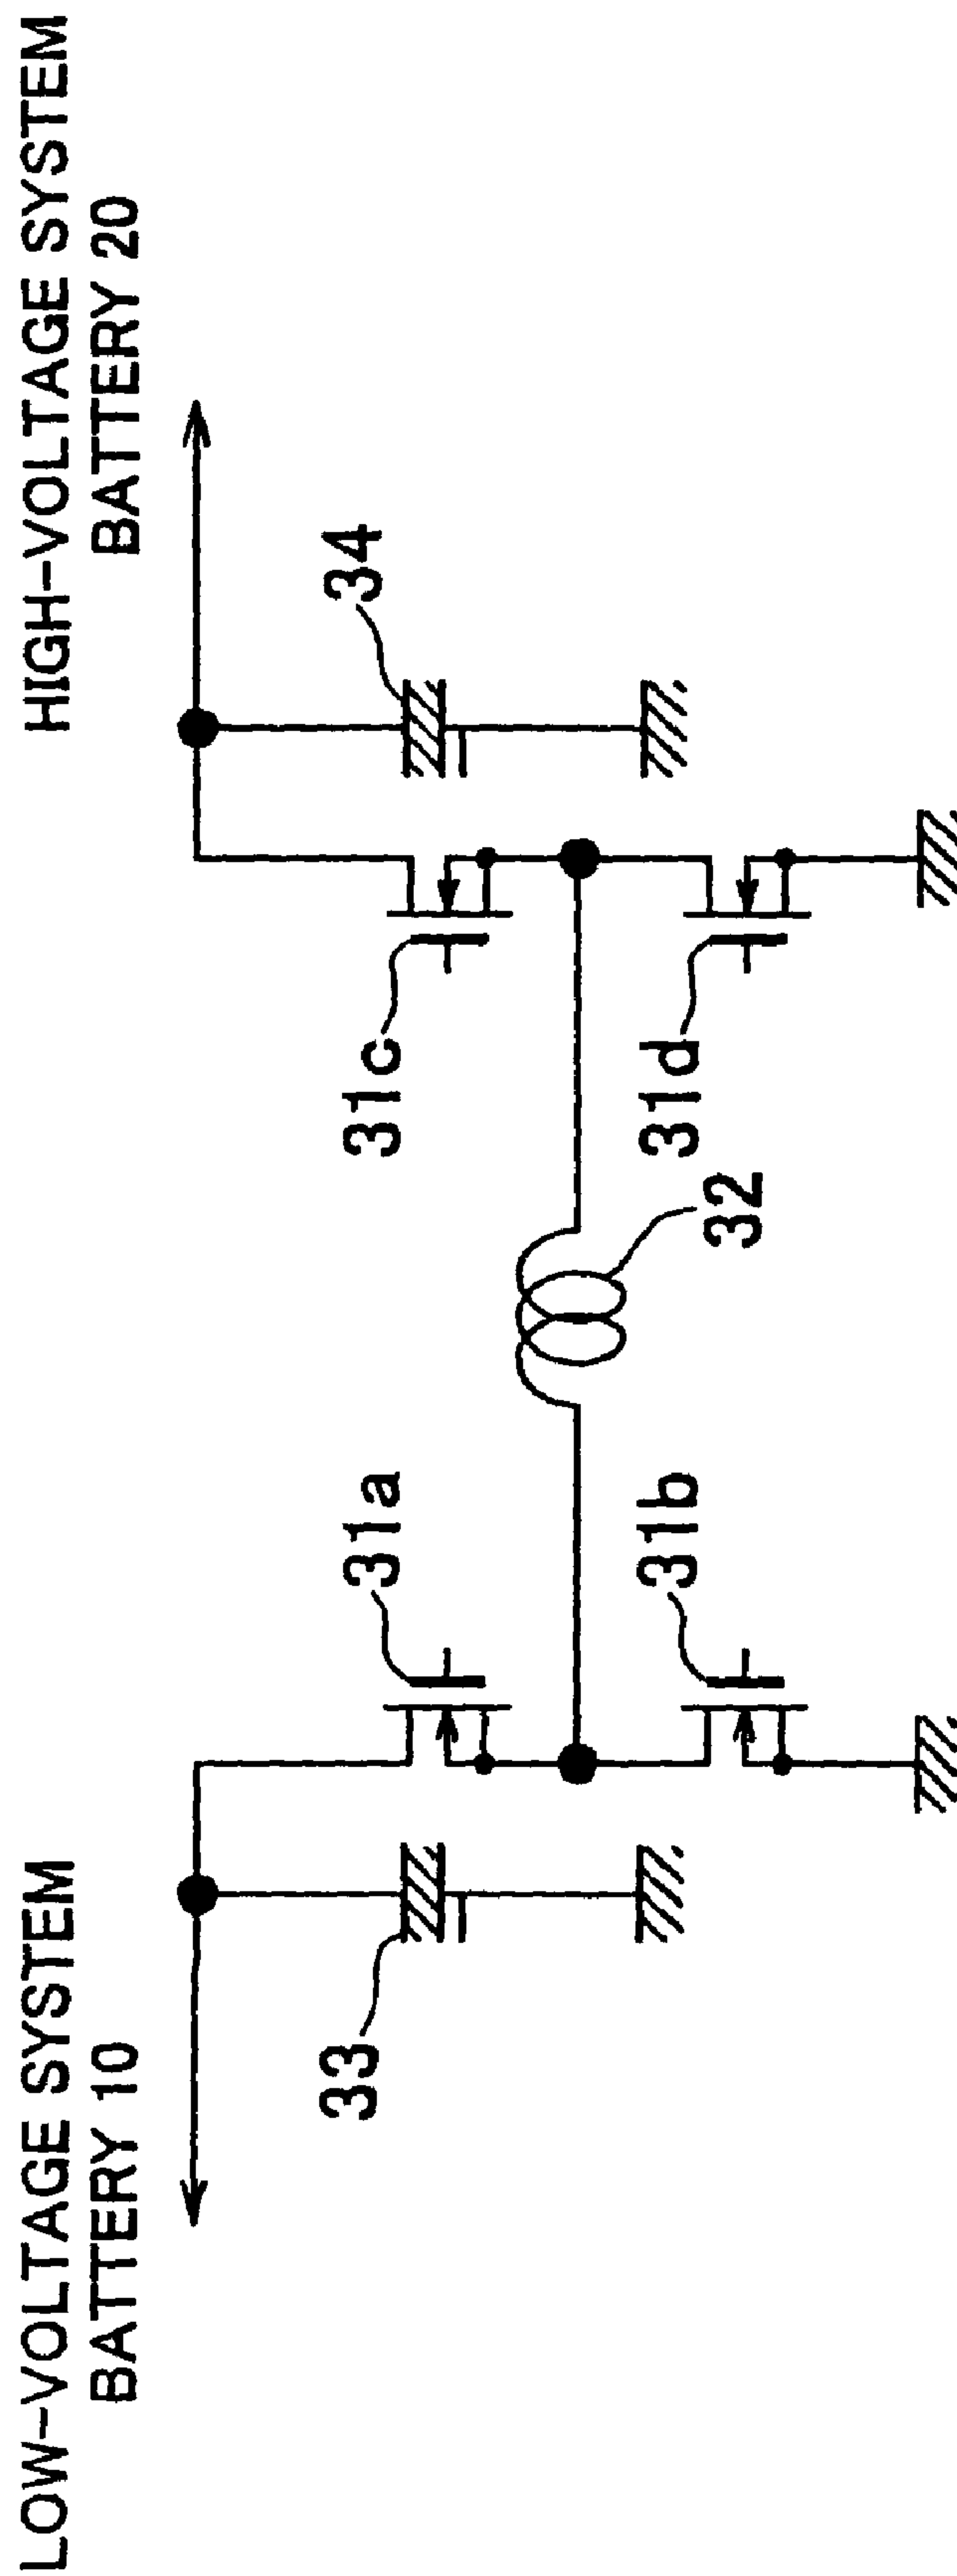 LOW-VOLTAGE SYSTEM
BATTERY 10
HIGH-VOLTAGE SYSTEM
BATTERY 20
33
31a
31c
34
31b
31d
32